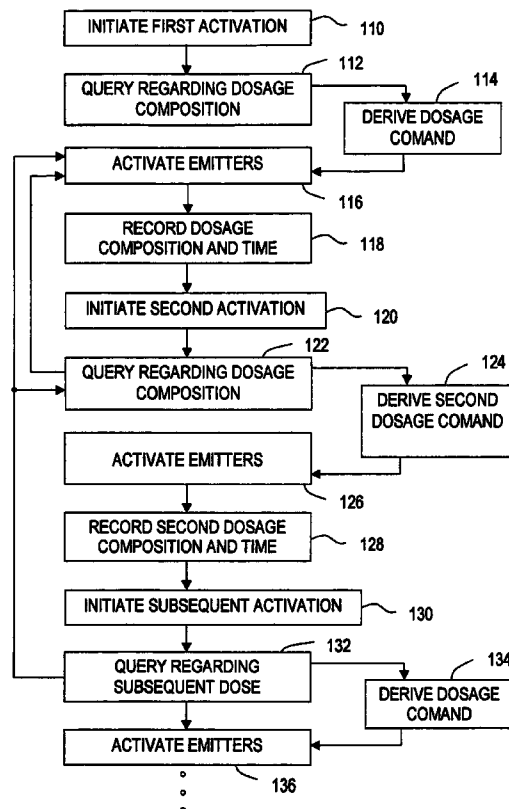 INITIATE FIRST ACTIVATION
110
QUERY REGARDING DOSAGE
COMPOSITION
112
114
DERIVE DOSAGE
COMAND
ACTIVATE EMITTERS
116
RECORD DOSAGE
COMPOSITION AND TIME
118
INITIATE SECOND ACTIVATION
120
122
QUERY REGARDING DOSAGE
COMPOSITION
124
DERIVE SECOND
DOSAGE COMAND
ACTIVATE EMITTERS
126
RECORD SECOND DOSAGE
COMPOSITION AND TIME
128
INITIATE SUBSEQUENT ACTIVATION
130
132
QUERY REGARDING
SUBSEQUENT DOSE
134
DERIVE DOSAGE
COMAND
ACTIVATE EMITTERS
136